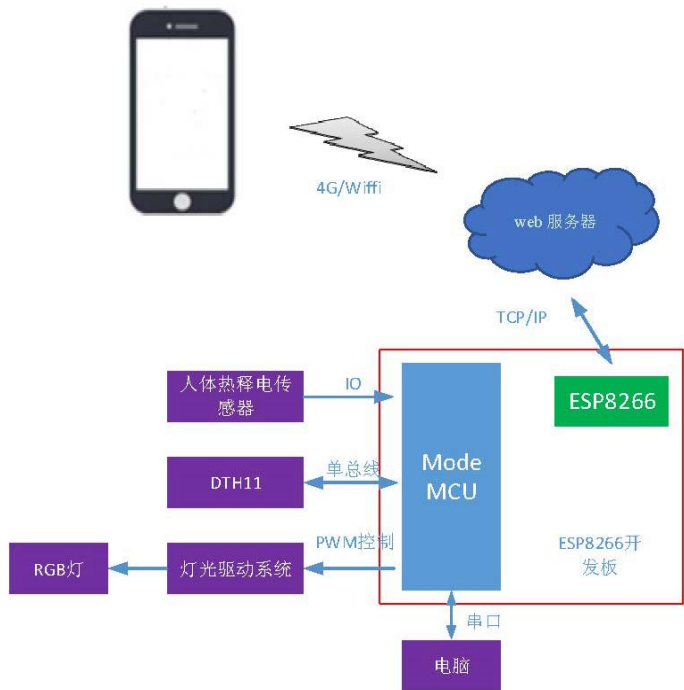 4G/Wiffi
web 服务器
TCP/IP
人体热释电传
感器
IO
ESP8266
Mode
MCU
单总线
DTH11
PWM控制
ESP8266开
发板
RGB灯
灯光驱动系统
串口
电脑